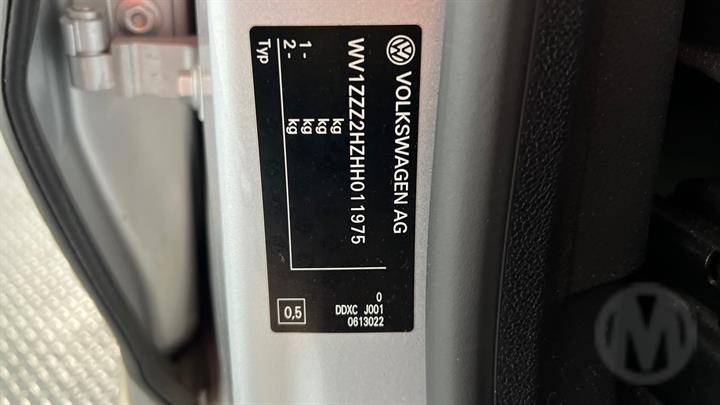 VOLKSWAGEN AG
WV1ZZZ2HZHH011975
kg
kg
1 - kg
2 - kg
Typ
0
DDXC J001
0613022
0,5
M